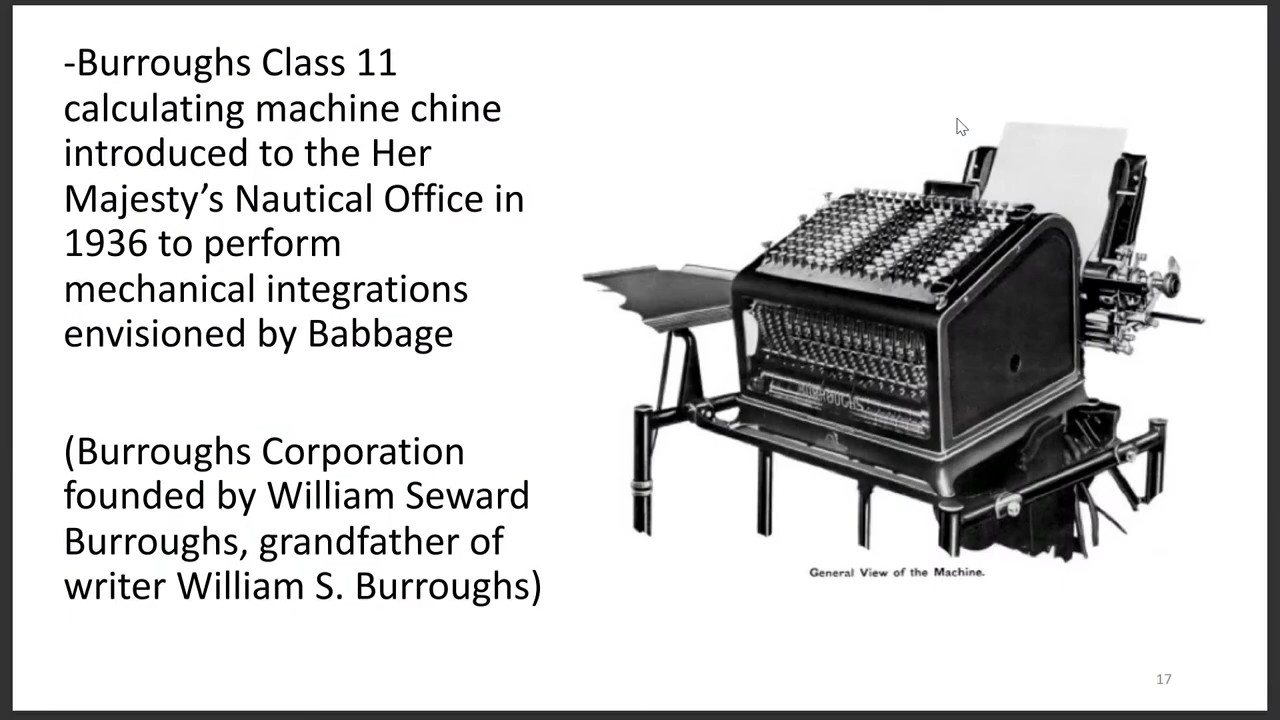 -Burroughs Class 11
calculating machine chine
introduced to the Her
Majesty’s Nautical Office in
1936 to perform
mechanical integrations
envisioned by Babbage
(Burroughs Corporation
founded by William Seward
Burroughs, grandfather of
writer William S. Burroughs)
BURROUGHS
General View of the Machine.
17